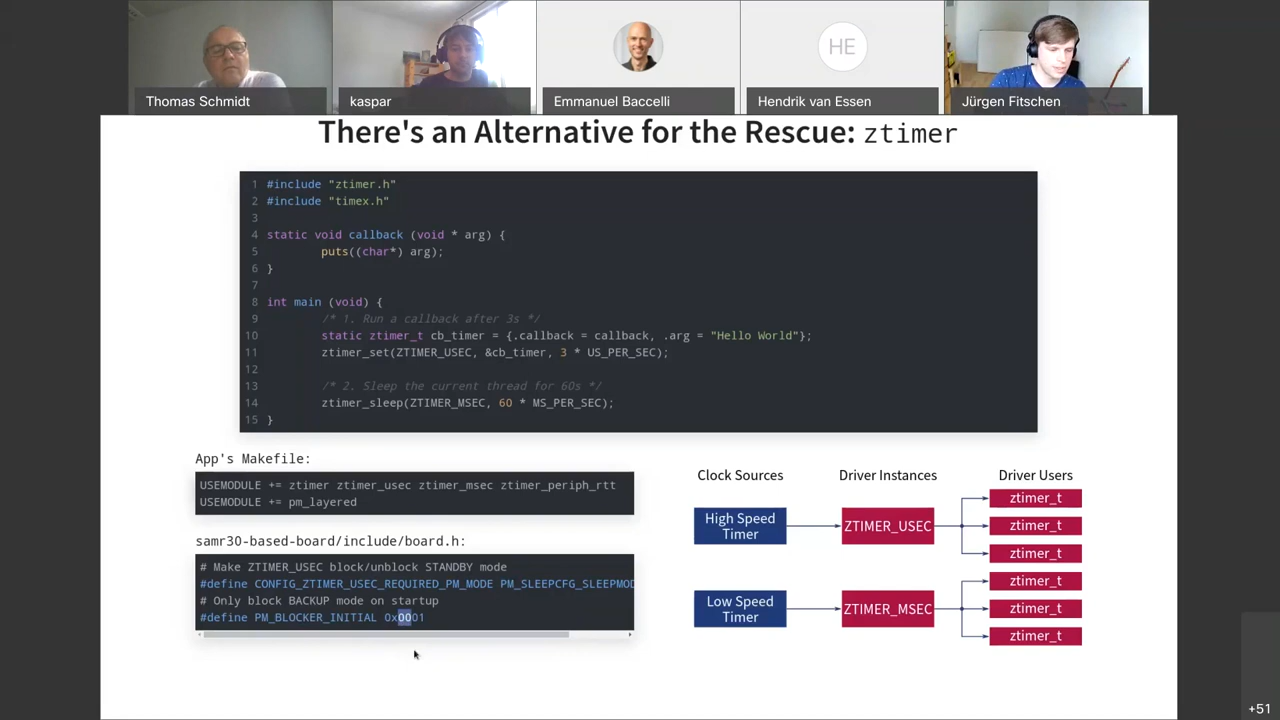 HE
Thomas Schmidt
kaspar
Emmanuel Baccelli
Hendrik van Essen
Jürgen Fitschen
There's an Alternative for the Rescue: ztimer
1 #include "ztimer.h"
2 #include "timex.h"
3
4 static void callback (void * arg) {
5 puts((char*) arg);
6 }
7
8 int main (void) {
9 /* 1. Run a callback after 3s */
10 static ztimer_t cb_timer = {.callback = callback, .arg = "Hello World"};
11 ztimer_set(ZTIMER_USEC, &cb_timer, 3 * US_PER_SEC);
12
13 /* 2. Sleep the current thread for 60s */
14 ztimer_sleep(ZTIMER_MSEC, 60 * MS_PER_SEC);
15 }
App's Makefile:
USEMODULE += ztimer ztimer_usec ztimer_msec ztimer_periph_rtt
USEMODULE += pm_layered
samr30-based-board/include/board.h:
# Make ZTIMER_USEC block/unblock STANDBY mode
#define CONFIG_ZTIMER_USEC_REQUIRED_PM_MODE PM_SLEEPCFG_SLEEPMOD
# Only block BACKUP mode on startup
#define PM_BLOCKER_INITIAL 0x0001
Clock Sources
Driver Instances
Driver Users
High Speed
Timer
ZTIMER_USEC
ztimer_t
ztimer_t
ztimer_t
Low Speed
Timer
ZTIMER_MSEC
ztimer_t
ztimer_t
ztimer_t
+51